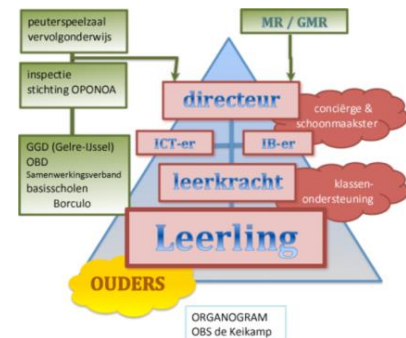 peuterspeelzaal
vervolgonderwijs
MR / GMR
inspectie
stichting OPONOA
directeur
conciërge &
schoonmaakster
ICT-er
IB-er
GGD (Gelre-IJssel)
OBD
Samenwerkingsverband
basisscholen
Borculo
leerkracht
klassen-
ondersteuning
Leerling
OUDERS
ORGANOGRAM
OBS de Keikamp